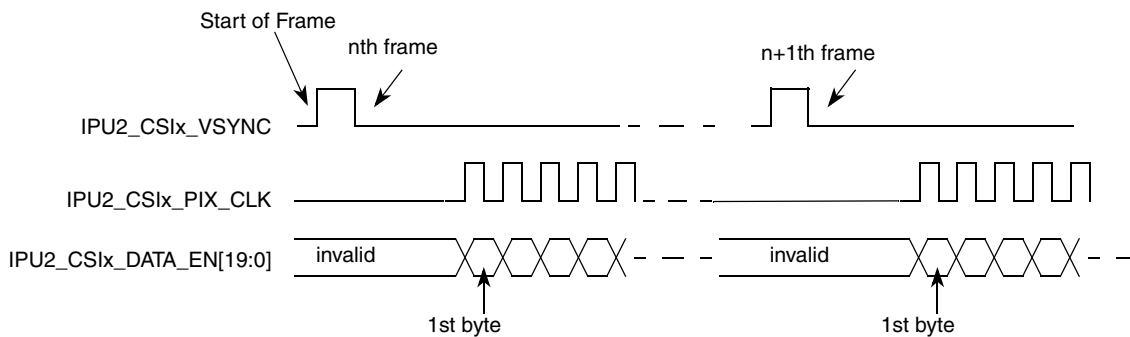 Start of Frame
nth frame
n+1th frame
IPU2_CSIx_VSYNC
IPU2_CSIx_PIX_CLK
IPU2_CSIx_DATA_EN[19:0]
invalid
invalid
1st byte
1st byte